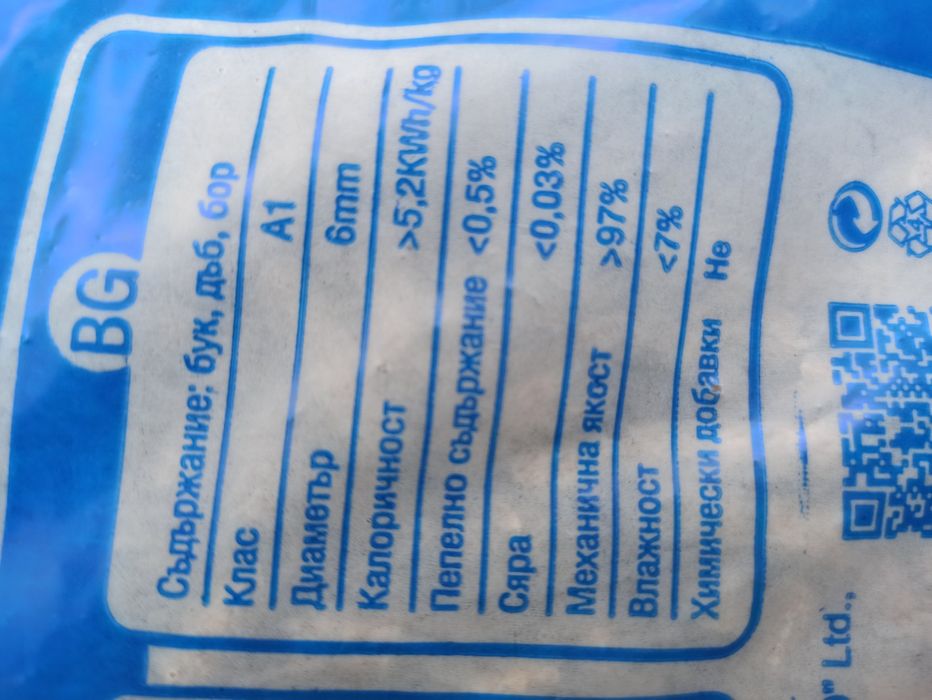 BG
Съдържание: бук, дъб, бор
Клас A1
Диаметър 6mm
Калоричност >5,2KWh/kg
Пепелно съдържание <0,5%
Сяра <0,03%
Механична якост >97%
Влажност <7%
Химически добавки Не
4
" Ltd.,